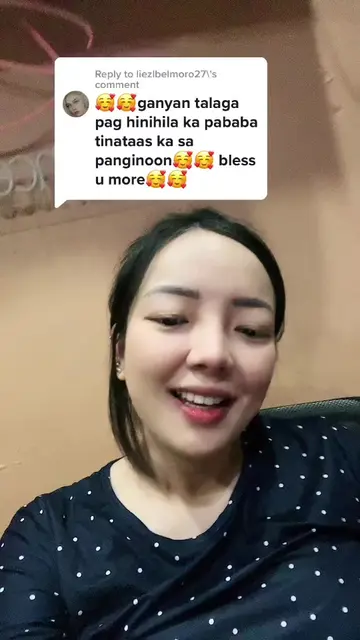 Reply to liezlbelmoro27\'s
comment
🥰🥰ganyan talaga
pag hinihila ka pababa
tinataas ka sa
panginoon🥰🥰 bless
u more🥰🥰